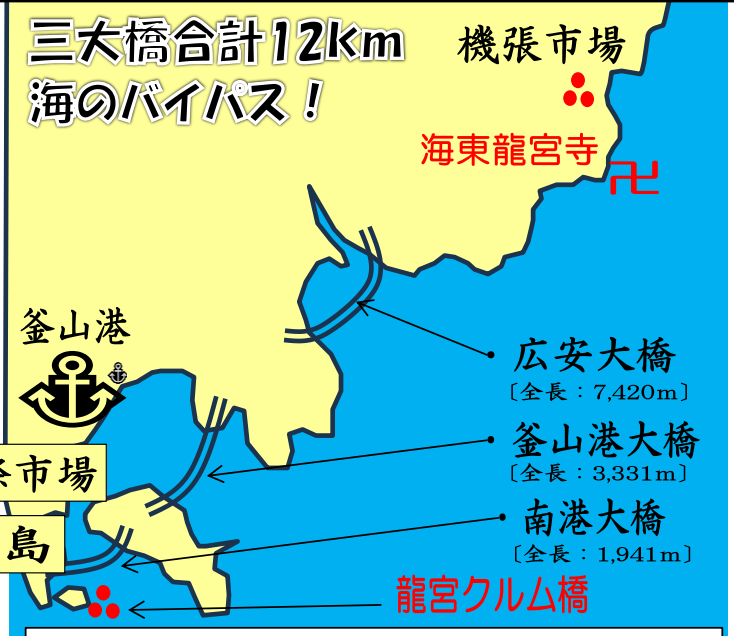 三大橋合計12km
海のバイパス！
機張市場
海東龍宮寺
卍
釜山港
広安大橋
〔全長：7,420m〕
釜山港大橋
〔全長：3,331m〕
市場
南港大橋
〔全長：1,941m〕
島
龍宮クルム橋